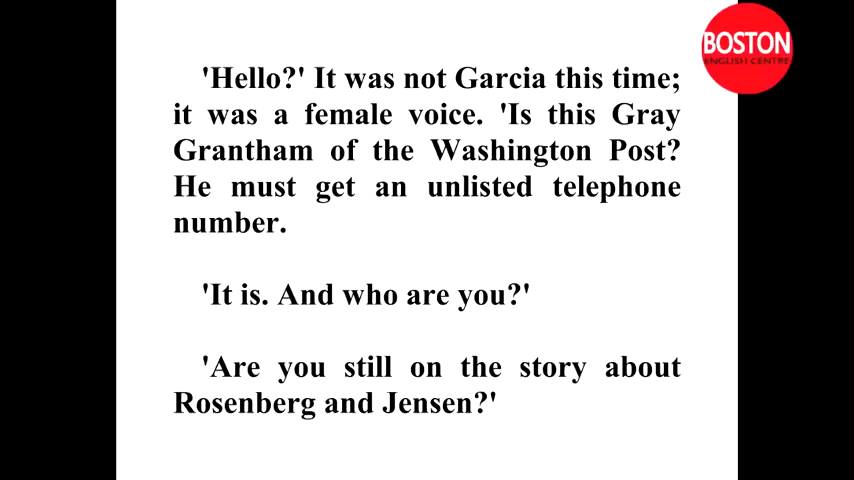 BOSTON
ENGLISH CENTRE
'Hello?' It was not Garcia this time;
it was a female voice. 'Is this Gray
Grantham of the Washington Post?
He must get an unlisted telephone
number.
'It is. And who are you?'
'Are you still on the story about
Rosenberg and Jensen?'